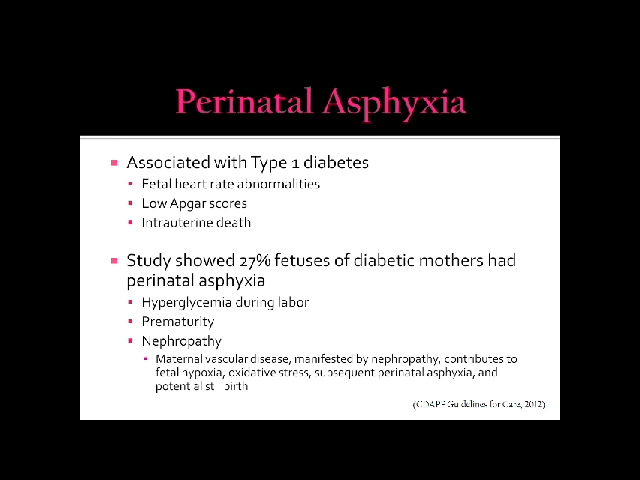 Perinatal Asphyxia
Associated with Type 1 diabetes
Fetal heart rate abnormalities
Low Apgar scores
Intrauterine death
Study showed 27% fetuses of diabetic mothers had
perinatal asphyxia
Hyperglycemia during labor
Prematurity
Nephropathy
Maternal vascular disease, manifested by nephropathy, contributes to
fetal hypoxia, oxidative stress, subsequent perinatal asphyxia, and
potential birth
(CDAPP Guidelines for Care, 2012)